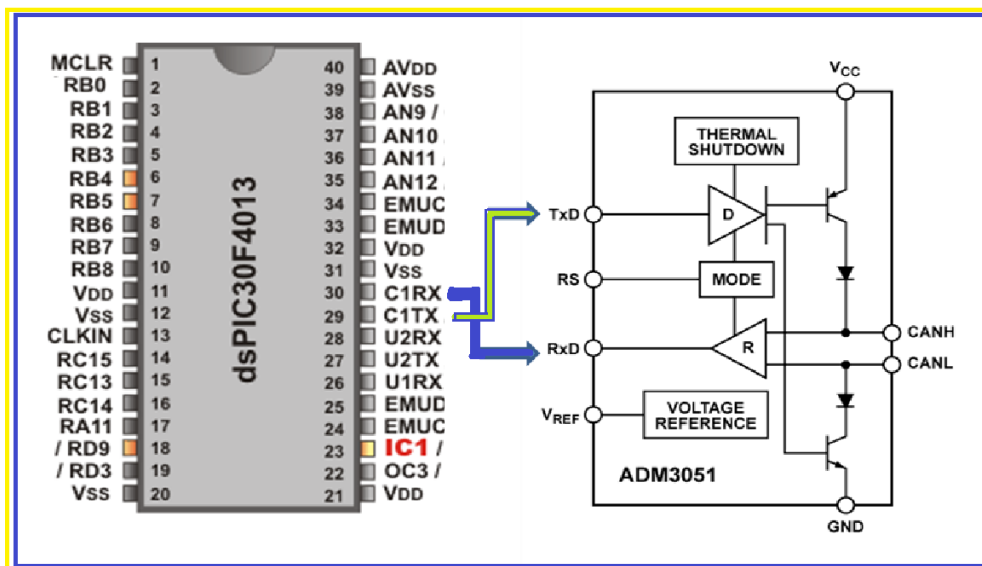 MCLR 1
RB0 2
RB1 3
RB2 4
RB3 5
RB4 6
RB5 7
RB6 8
RB7 9
RB8 10
VDD 11
VSS 12
CLKIN 13
RC15 14
RC13 15
RC14 16
RA11 17
/ RD9 18
/ RD3 19
VSS 20
dsPIC30F4013
40 AVDD
39 AVSS
38 AN9 /
37 AN10
36 AN11
35 AN12
34 EMUC
33 EMUD
32 VDD
31 VSS
30 C1RX
29 C1TX
28 U2RX
27 U2TX
26 U1RX
25 EMUD
24 EMUC
23 IC1 /
22 OC3 /
21 VDD
VCC
THERMAL
SHUTDOWN
TxD
D
RS
MODE
RxD
R
CANH
CANL
VREF
VOLTAGE
REFERENCE
ADM3051
GND